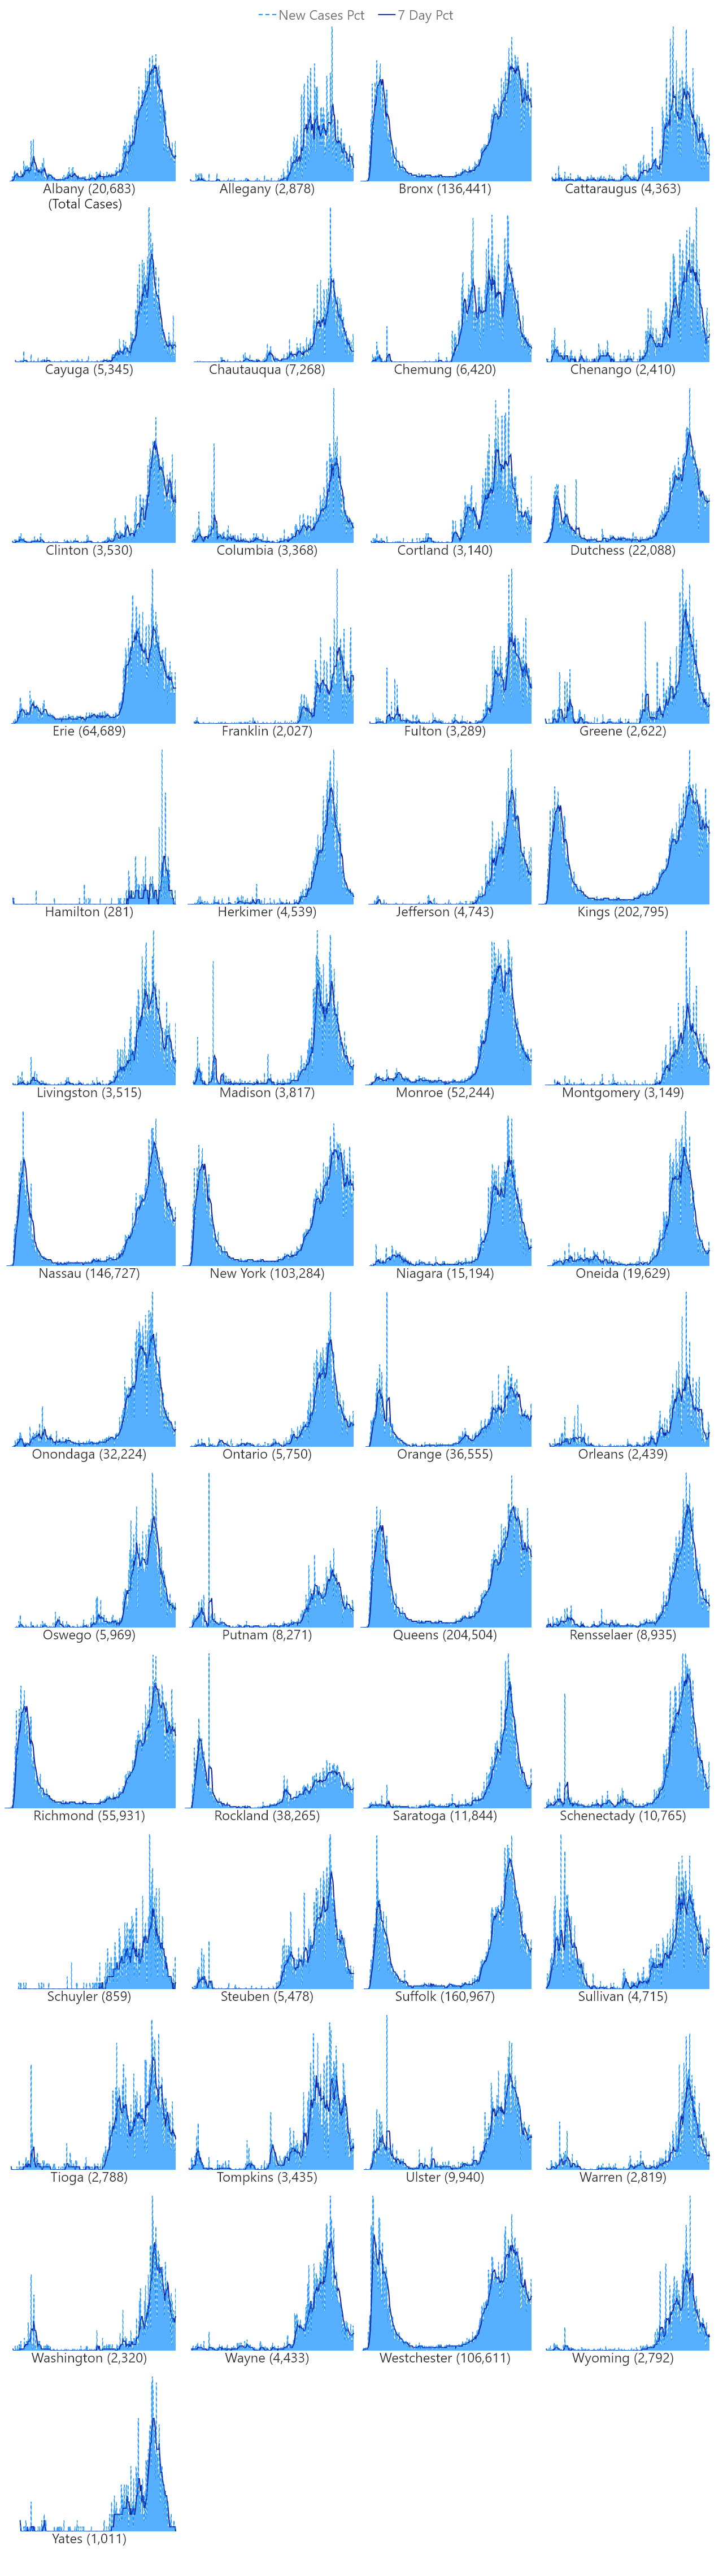 New Cases Pct 7 Day Pct
Albany (20,683) Allegany (2,878) Bronx (136,441) Cattaraugus (4,363)
(Total Cases)
Cayuga (5,345) Chautauqua (7,268) Chemung (6,420) Chenango (2,410)
Clinton (3,530) Columbia (3,368) Cortland (3,140) Dutchess (22,088)
Erie (64,689) Franklin (2,027) Fulton (3,289) Greene (2,622)
Hamilton (281) Herkimer (4,539) Jefferson (4,743) Kings (202,795)
Livingston (3,515) Madison (3,817) Monroe (52,244) Montgomery (3,149)
Nassau (146,727) New York (103,284) Niagara (15,194) Oneida (19,629)
Onondaga (32,224) Ontario (5,750) Orange (36,555) Orleans (2,439)
Oswego (5,969) Putnam (8,271) Queens (204,504) Rensselaer (8,935)
Richmond (55,931) Rockland (38,265) Saratoga (11,844) Schenectady (10,765)
Schuyler (859) Steuben (5,478) Suffolk (160,967) Sullivan (4,715)
Tioga (2,788) Tompkins (3,435) Ulster (9,940) Warren (2,819)
Washington (2,320) Wayne (4,433) Westchester (106,611) Wyoming (2,792)
Yates (1,011)